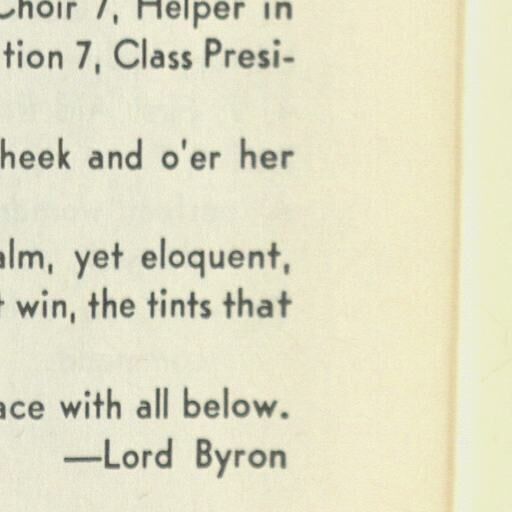 Choir 7, Helper in
tion 7, Class Presi-
heek and o'er her
alm, yet eloquent,
t win, the tints that
ace with all below.
—Lord Byron